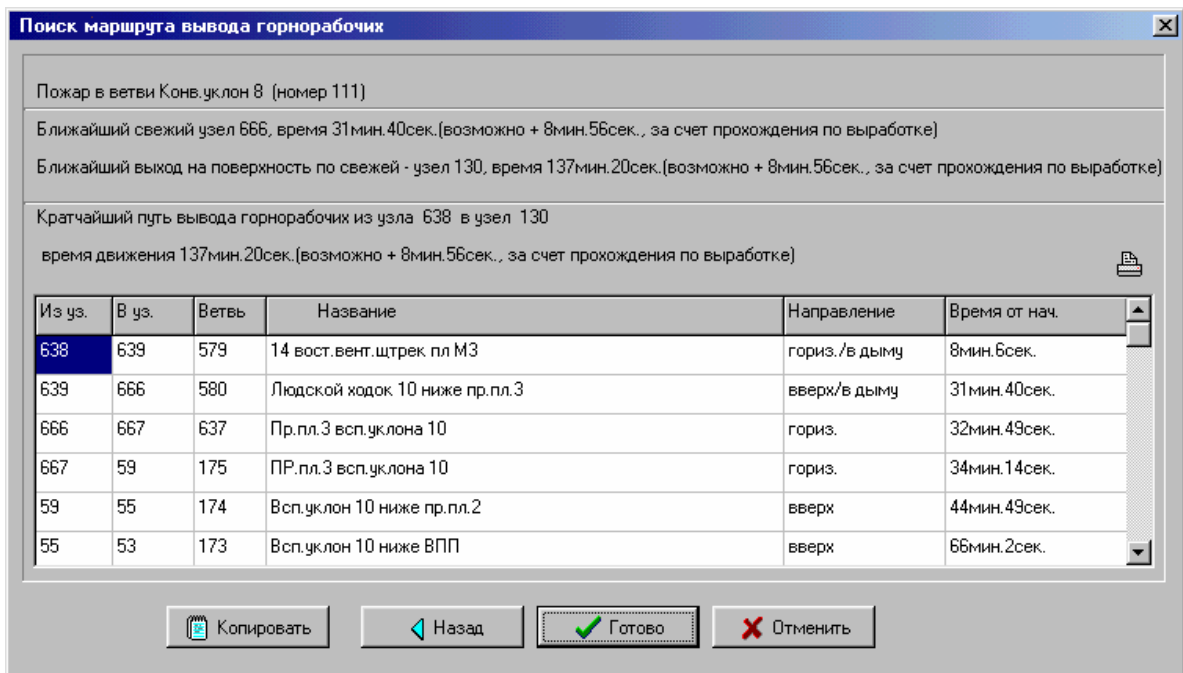 Поиск маршрута вывода горнорабочих
Пожар в ветви Конв.уклон 8 (номер 111)
Ближайший свежий узел 666, время 31мин.40сек.(возможно + 8мин.56сек., за счет прохождения по выработке)
Ближайший выход на поверхность по свежей - узел 130, время 137мин.20сек.(возможно + 8мин.56сек., за счет прохождения по выработке)
Кратчайший путь вывода горнорабочих из узла 638 в узел 130
время движения 137мин.20сек.(возможно + 8мин.56сек., за счет прохождения по выработке)
Из уз. В уз. Ветвь Название Направление Время от нач.
638 639 579 14 вост.вент.щтрек пл М3 гориз./в дыму 8мин.6сек.
639 666 580 Людской ходок 10 ниже пр.пл.3 вверх/в дыму 31мин.40сек.
666 667 637 Пр.пл.3 всп.уклона 10 гориз. 32мин.49сек.
667 59 175 ПР.пл.3 всп.уклона 10 гориз. 34мин.14сек.
59 55 174 Всп.уклон 10 ниже пр.пл.2 вверх 44мин.49сек.
55 53 173 Всп.уклон 10 ниже ВПП вверх 66мин.2сек.
Копировать Назад Готово Отменить